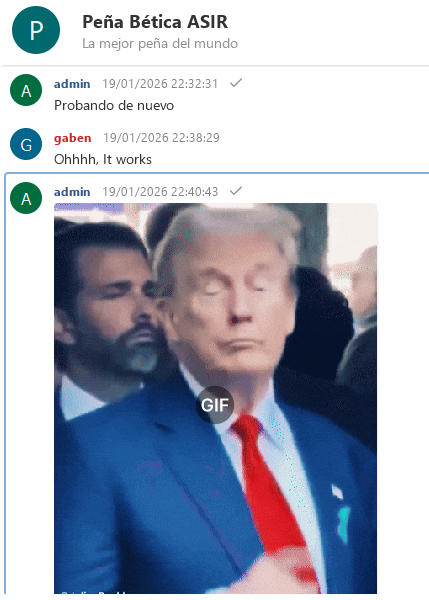 P
Peña Bética ASIR
La mejor peña del mundo
A
admin 19/01/2026 22:32:31
Probando de nuevo
G
gaben 19/01/2026 22:38:29
Ohhhh, It works
A
admin 19/01/2026 22:40:43
GIF